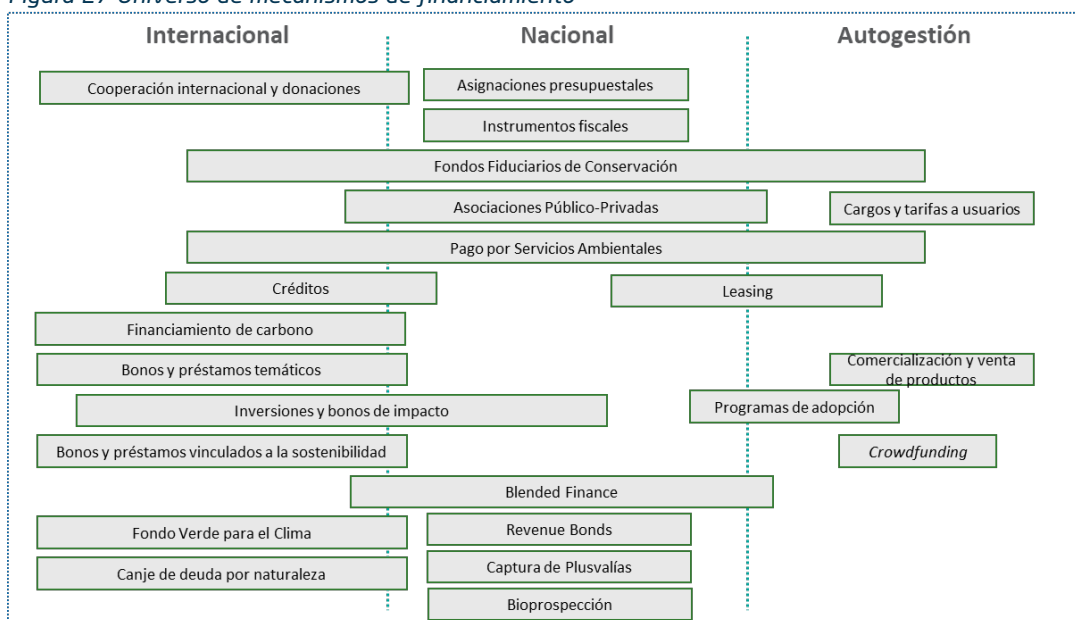 Figura 27 Universo de mecanismos de financiamiento
Internacional
Nacional
Autogestión
Cooperación internacional y donaciones
Asignaciones presupuestales
Instrumentos fiscales
Fondos Fiduciarios de Conservación
Asociaciones Público-Privadas
Cargos y tarifas a usuarios
Pago por Servicios Ambientales
Créditos
Leasing
Financiamiento de carbono
Bonos y préstamos temáticos
Comercialización y venta
de productos
Inversiones y bonos de impacto
Programas de adopción
Bonos y préstamos vinculados a la sostenibilidad
Crowdfunding
Blended Finance
Fondo Verde para el Clima
Revenue Bonds
Canje de deuda por naturaleza
Captura de Plusvalías
Bioprospección